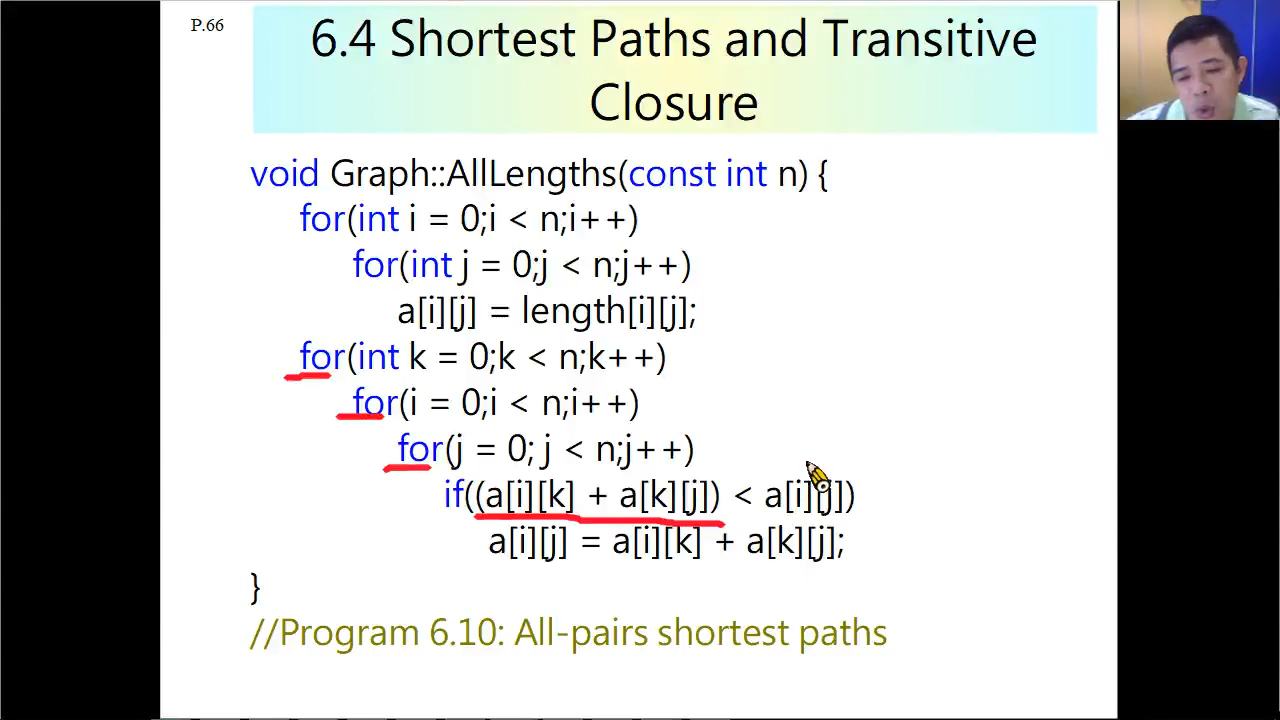 P.66
6.4 Shortest Paths and Transitive
Closure
void Graph::AllLengths(const int n) {
for(int i = 0;i < n;i++)
for(int j = 0;j < n;j++)
a[i][j] = length[i][j];
for(int k = 0;k < n;k++)
for(i = 0;i < n;i++)
for(j = 0; j < n;j++)
if((a[i][k] + a[k][j]) < a[i][j])
a[i][j] = a[i][k] + a[k][j];
}
//Program 6.10: All-pairs shortest paths